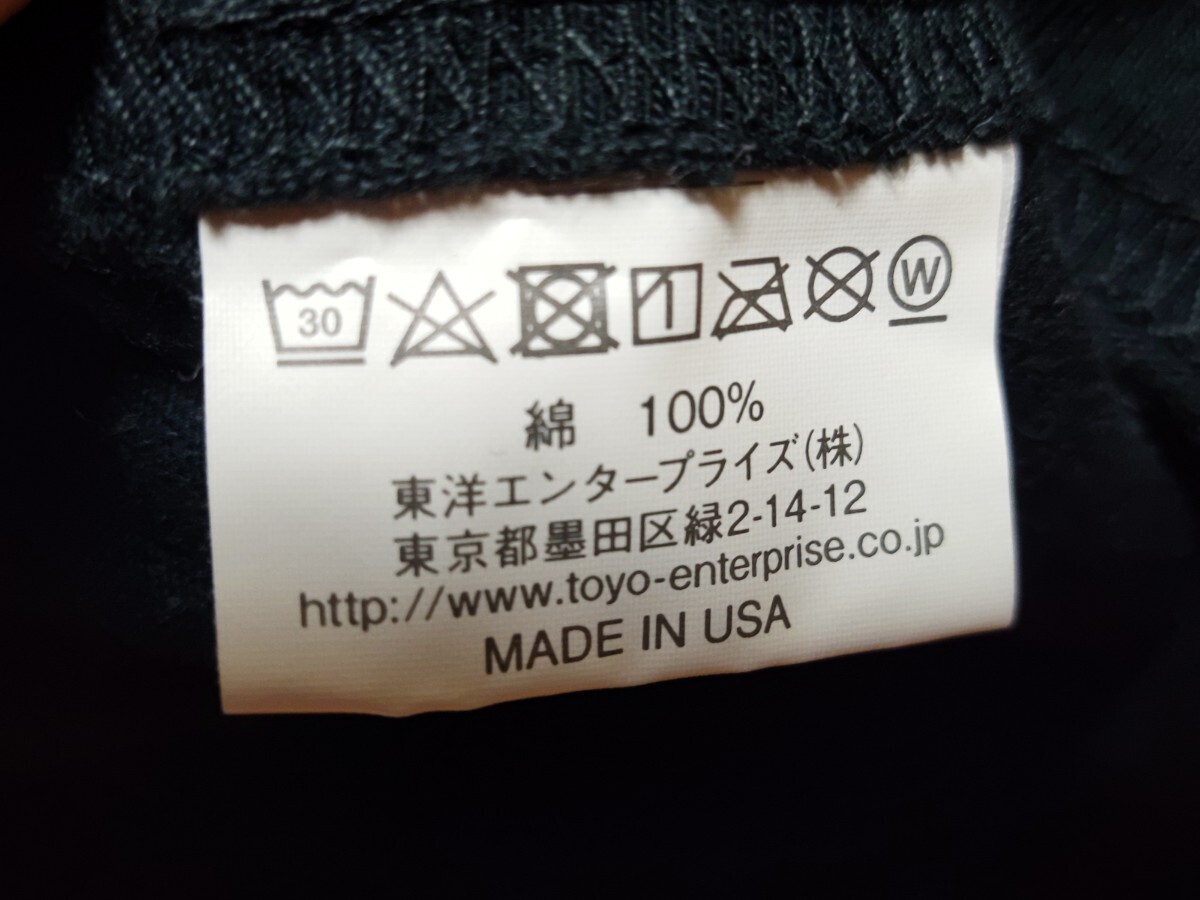 30 W
綿 100%
東洋エンタープライズ(株)
東京都墨田区緑2-14-12
http://www.toyo-enterprise.co.jp
MADE IN USA